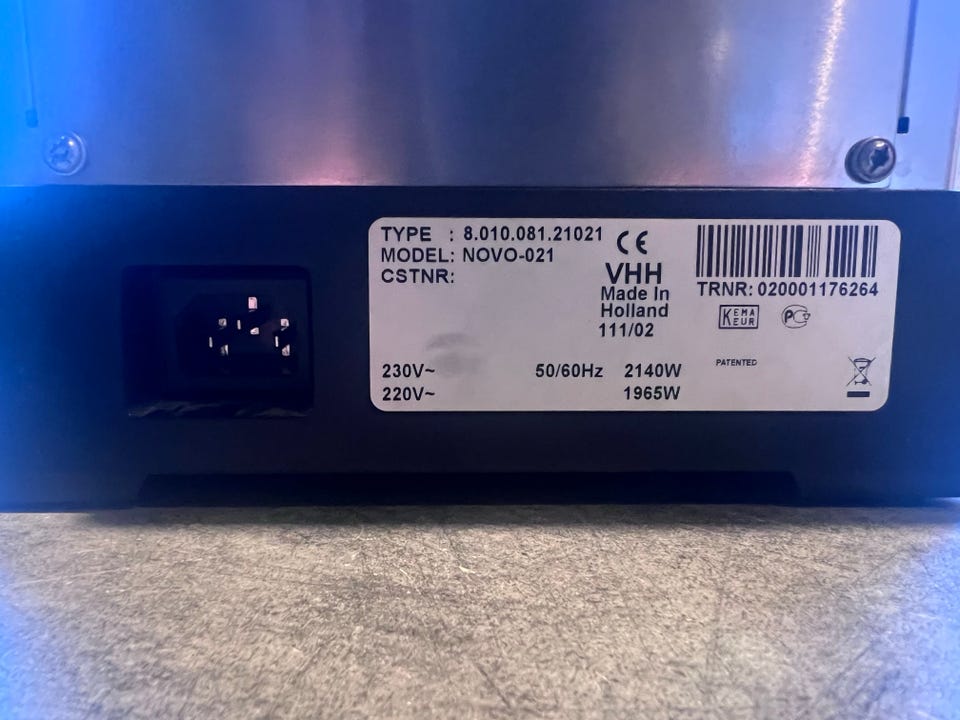 TYPE : 8.010.081.21021
MODEL: NOVO-021
CSTNR:
CE
VHH
Made In
Holland
111/02
TRNR: 020001176264
KEMA
EUR
PCT
PATENTED
230V~ 50/60Hz 2140W
220V~ 1965W